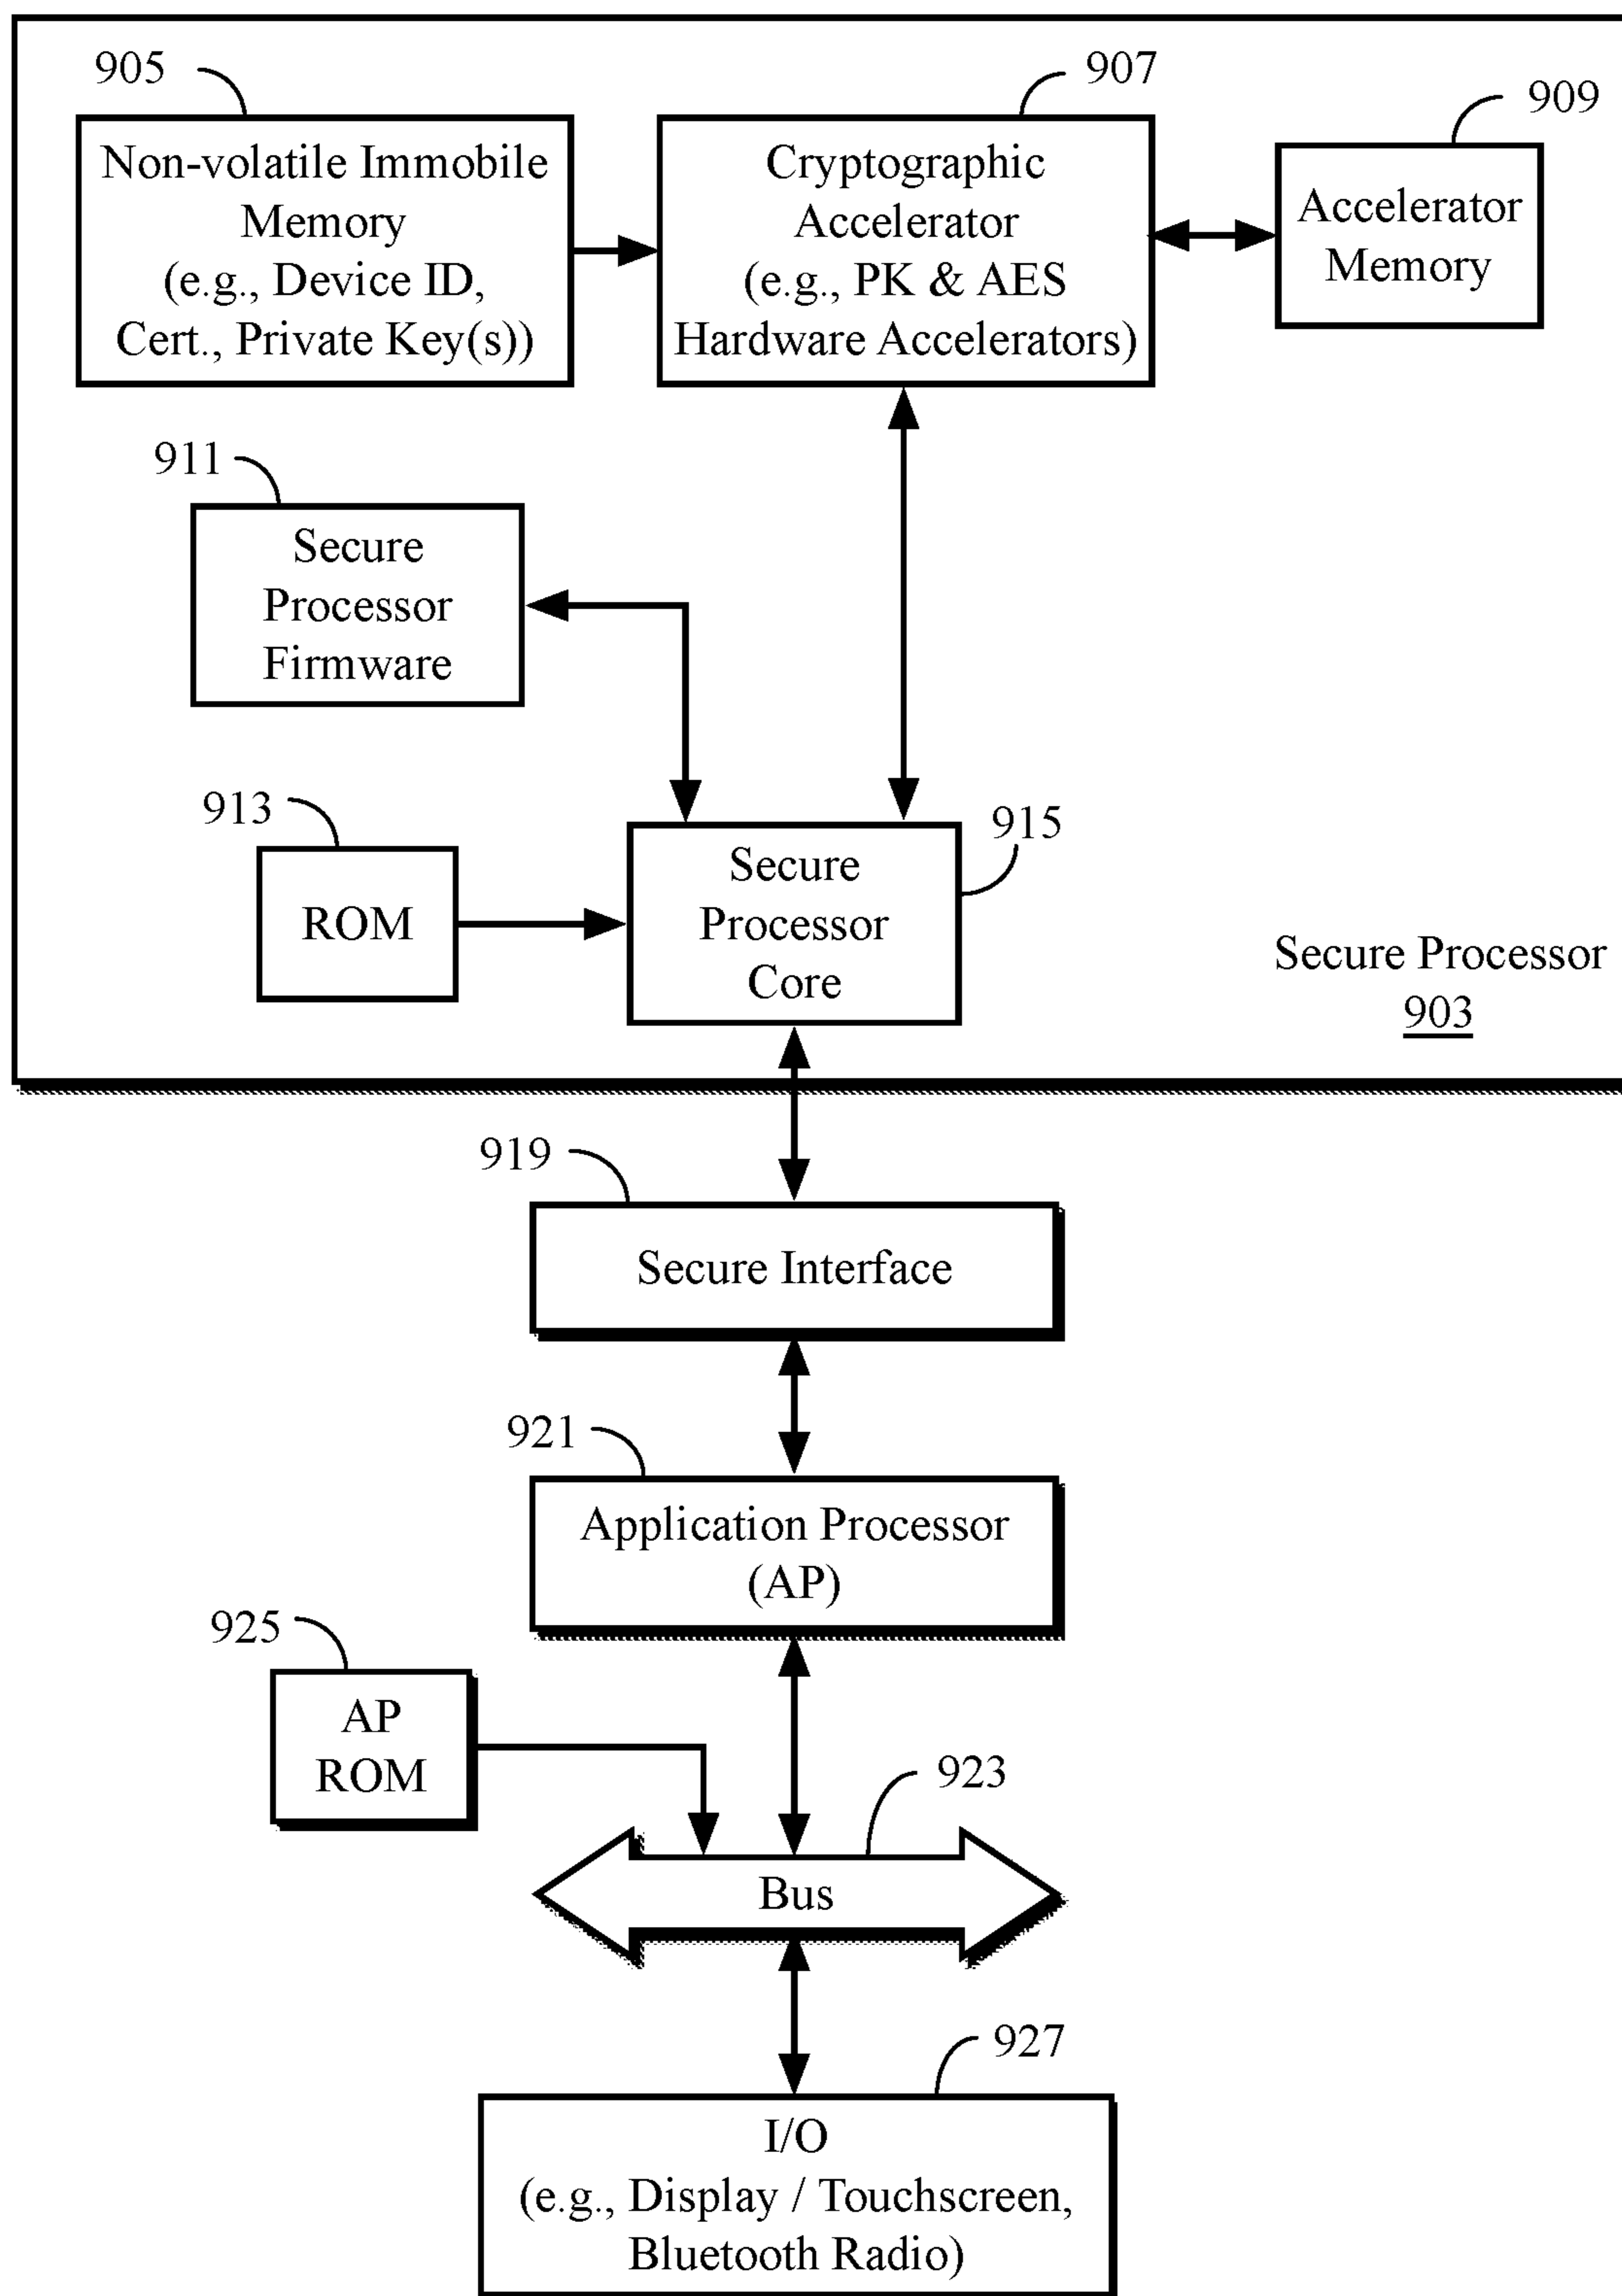 905
907
909
Non-volatile Immobile
Memory
(e.g., Device ID,
Cert., Private Key(s))
Cryptographic
Accelerator
(e.g., PK & AES
Hardware Accelerators)
Accelerator
Memory
911
Secure
Processor
Firmware
913
ROM
915
Secure
Processor
Core
Secure Processor
903
919
Secure Interface
921
Application Processor
(AP)
925
AP
ROM
923
Bus
927
I/O
(e.g., Display / Touchscreen,
Bluetooth Radio)